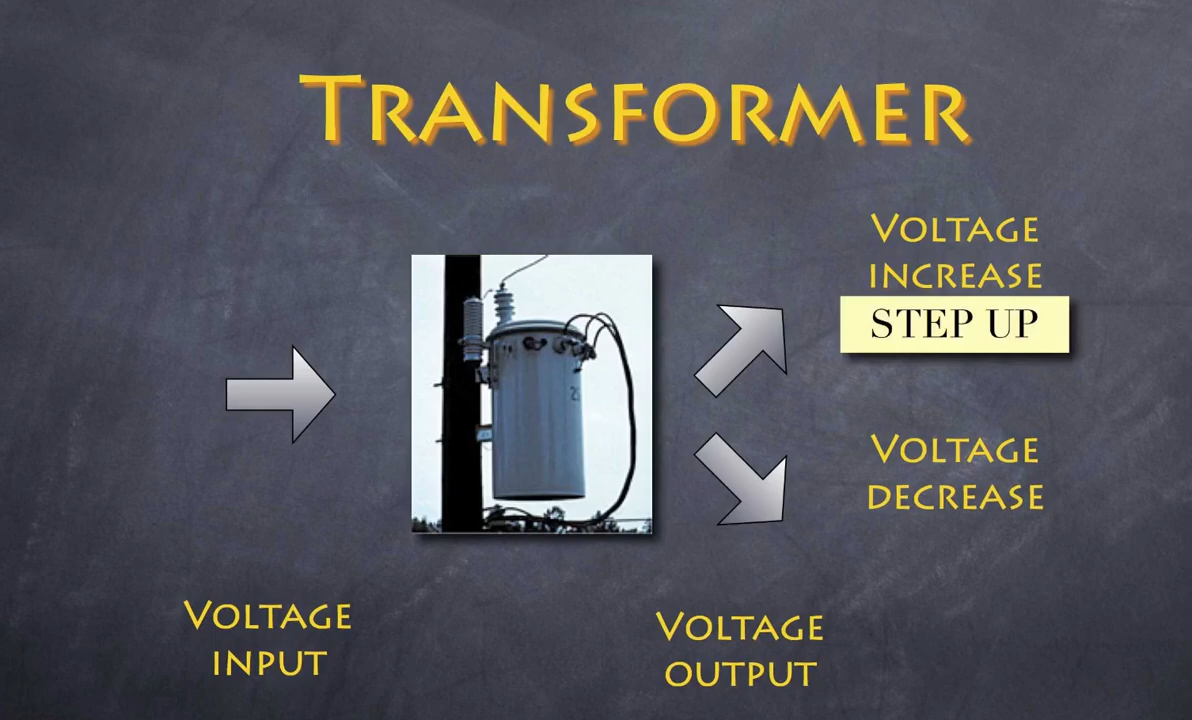 TRANSFORMER
VOLTAGE
INCREASE
STEP UP
VOLTAGE
DECREASE
VOLTAGE
INPUT
VOLTAGE
OUTPUT